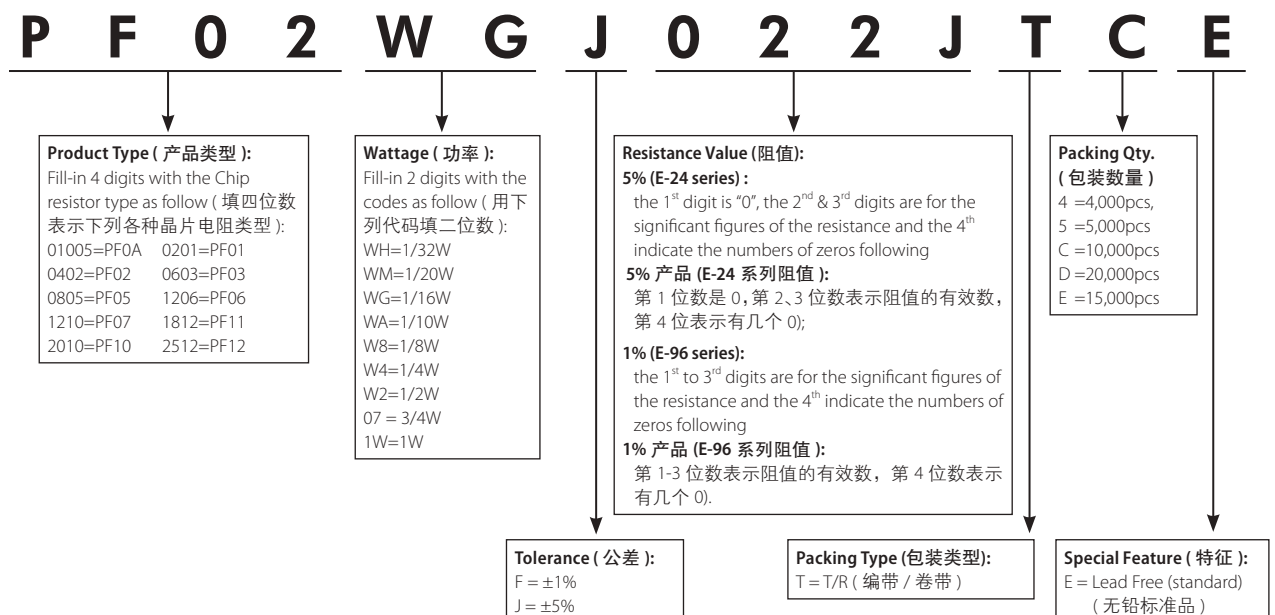 P F 0 2 W G J 0 2 2 J T C E
Product Type ( 产品类型 ):
Fill-in 4 digits with the Chip
resistor type as follow ( 填四位数
表示下列各种晶片电阻类型 ):
01005=PF0A 0201=PF01
0402=PF02 0603=PF03
0805=PF05 1206=PF06
1210=PF07 1812=PF11
2010=PF10 2512=PF12
Wattage ( 功率 ):
Fill-in 2 digits with the
codes as follow ( 用下
列代码填二位数 ):
WH=1/32W
WM=1/20W
WG=1/16W
WA=1/10W
W8=1/8W
W4=1/4W
W2=1/2W
07 = 3/4W
1W=1W
Resistance Value (阻值):
5% (E-24 series) :
the 1st digit is “0”, the 2nd & 3rd digits are for the
significant figures of the resistance and the 4th
indicate the numbers of zeros following
5% 产品 (E-24 系列阻值 ):
第 1 位数是 0，第 2、3 位数表示阻值的有效数，
第 4 位表示有几个 0);
1% (E-96 series):
the 1st to 3rd digits are for the significant figures of
the resistance and the 4th indicate the numbers of
zeros following
1% 产品 (E-96 系列阻值 ):
第 1-3 位数表示阻值的有效数，第 4 位数表示
有几个 0).
Packing Qty.
( 包装数量 )
4 =4,000pcs,
5 =5,000pcs
C =10,000pcs
D =20,000pcs
E =15,000pcs
Tolerance ( 公差 ):
F = ±1%
J = ±5%
Packing Type (包装类型):
T = T/R ( 编带 / 卷带 )
Special Feature ( 特征 ):
E = Lead Free (standard)
( 无铅标准品 )